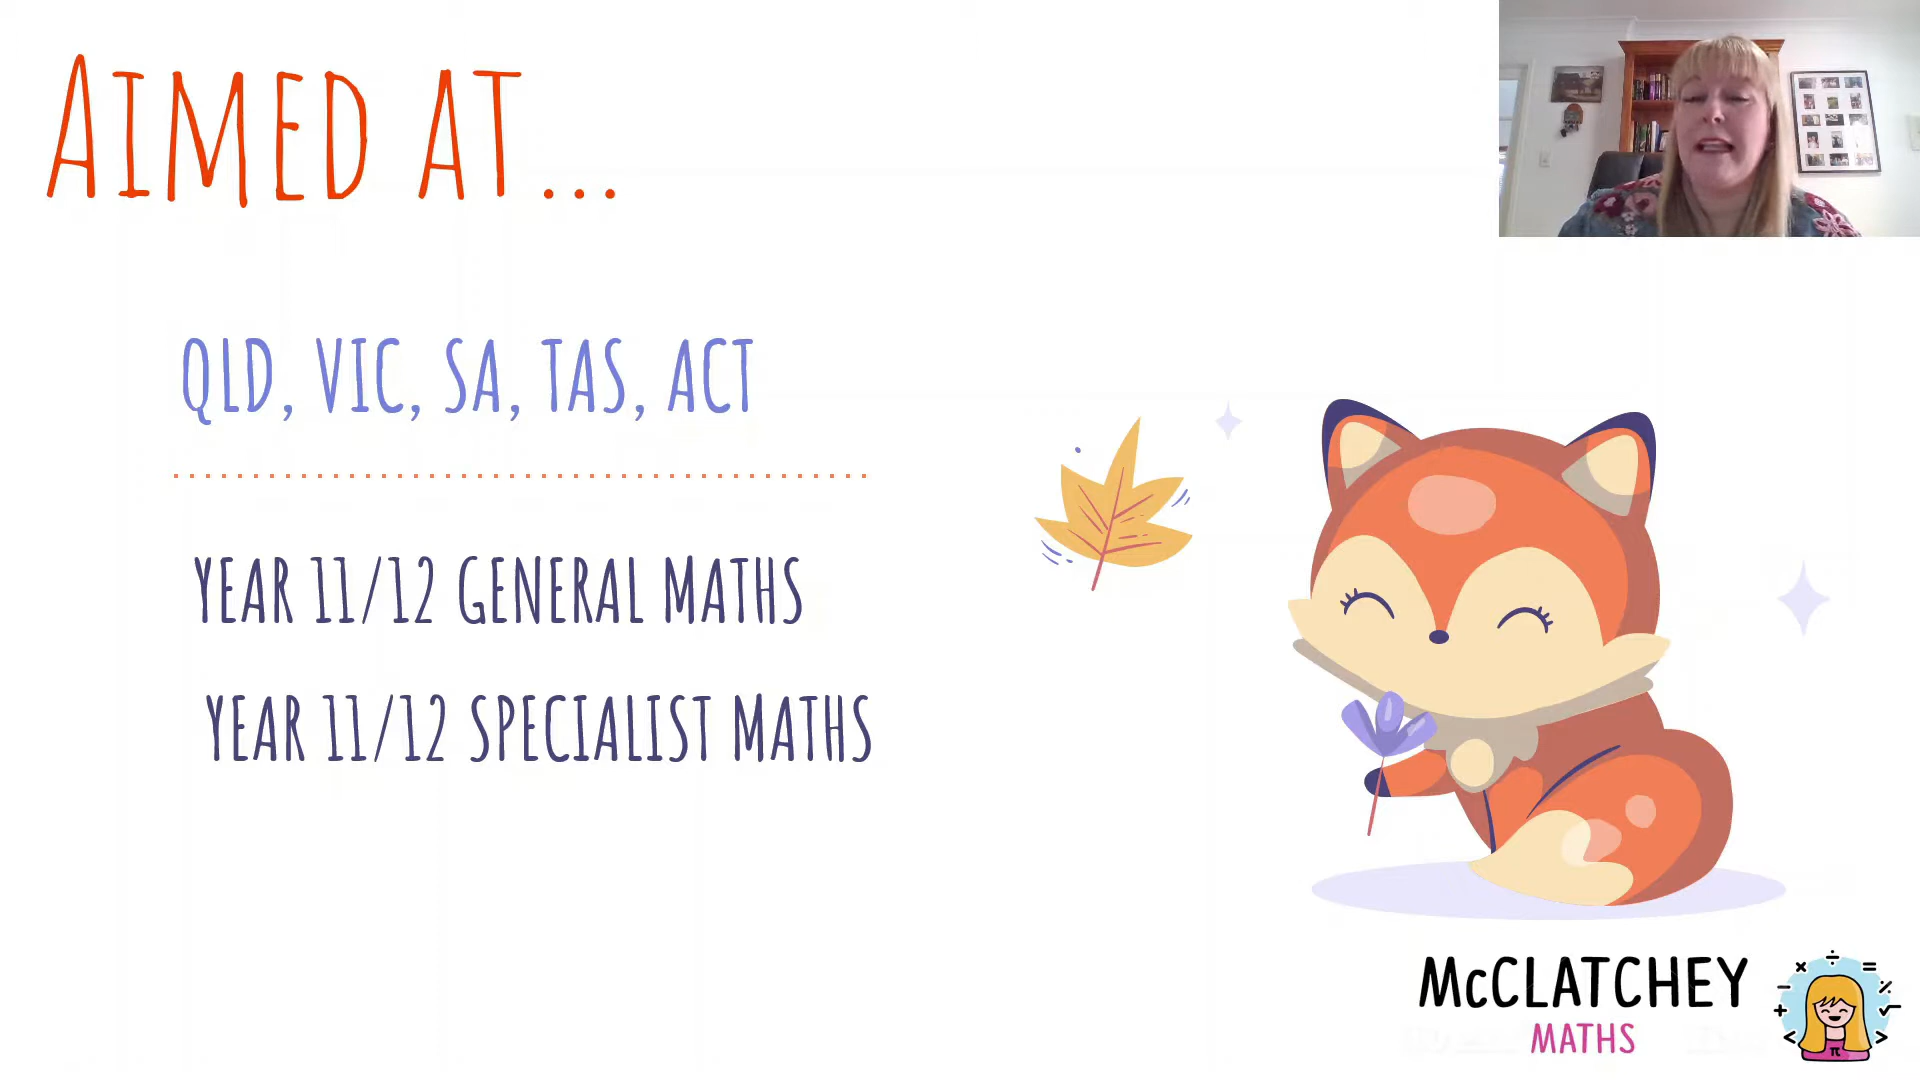 AIMED AT...
QLD, VIC, SA, TAS, ACT
YEAR 11/12 GENERAL MATHS
YEAR 11/12 SPECIALIST MATHS
McCLATCHEY
MATHS